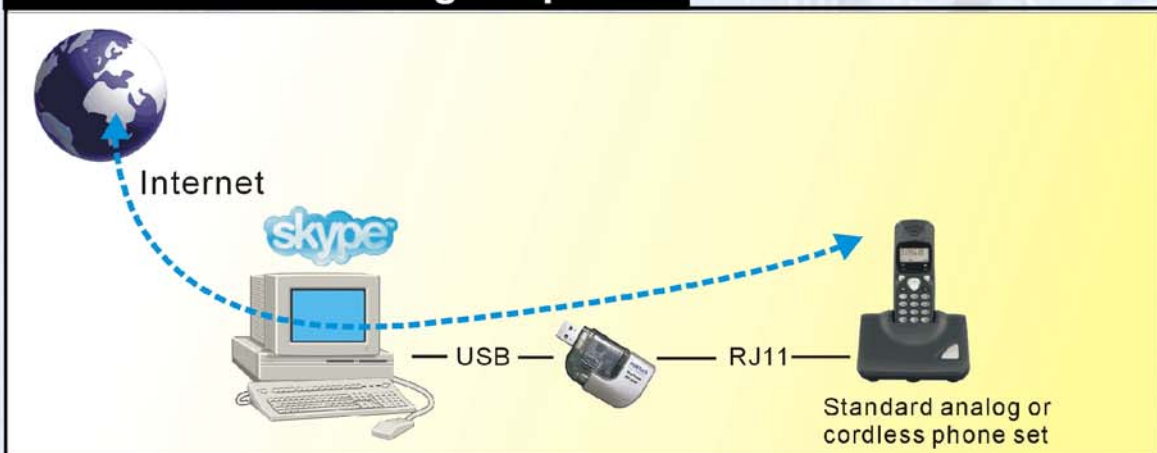 Internet
skype
USB
RJ11
Standard analog or
cordless phone set